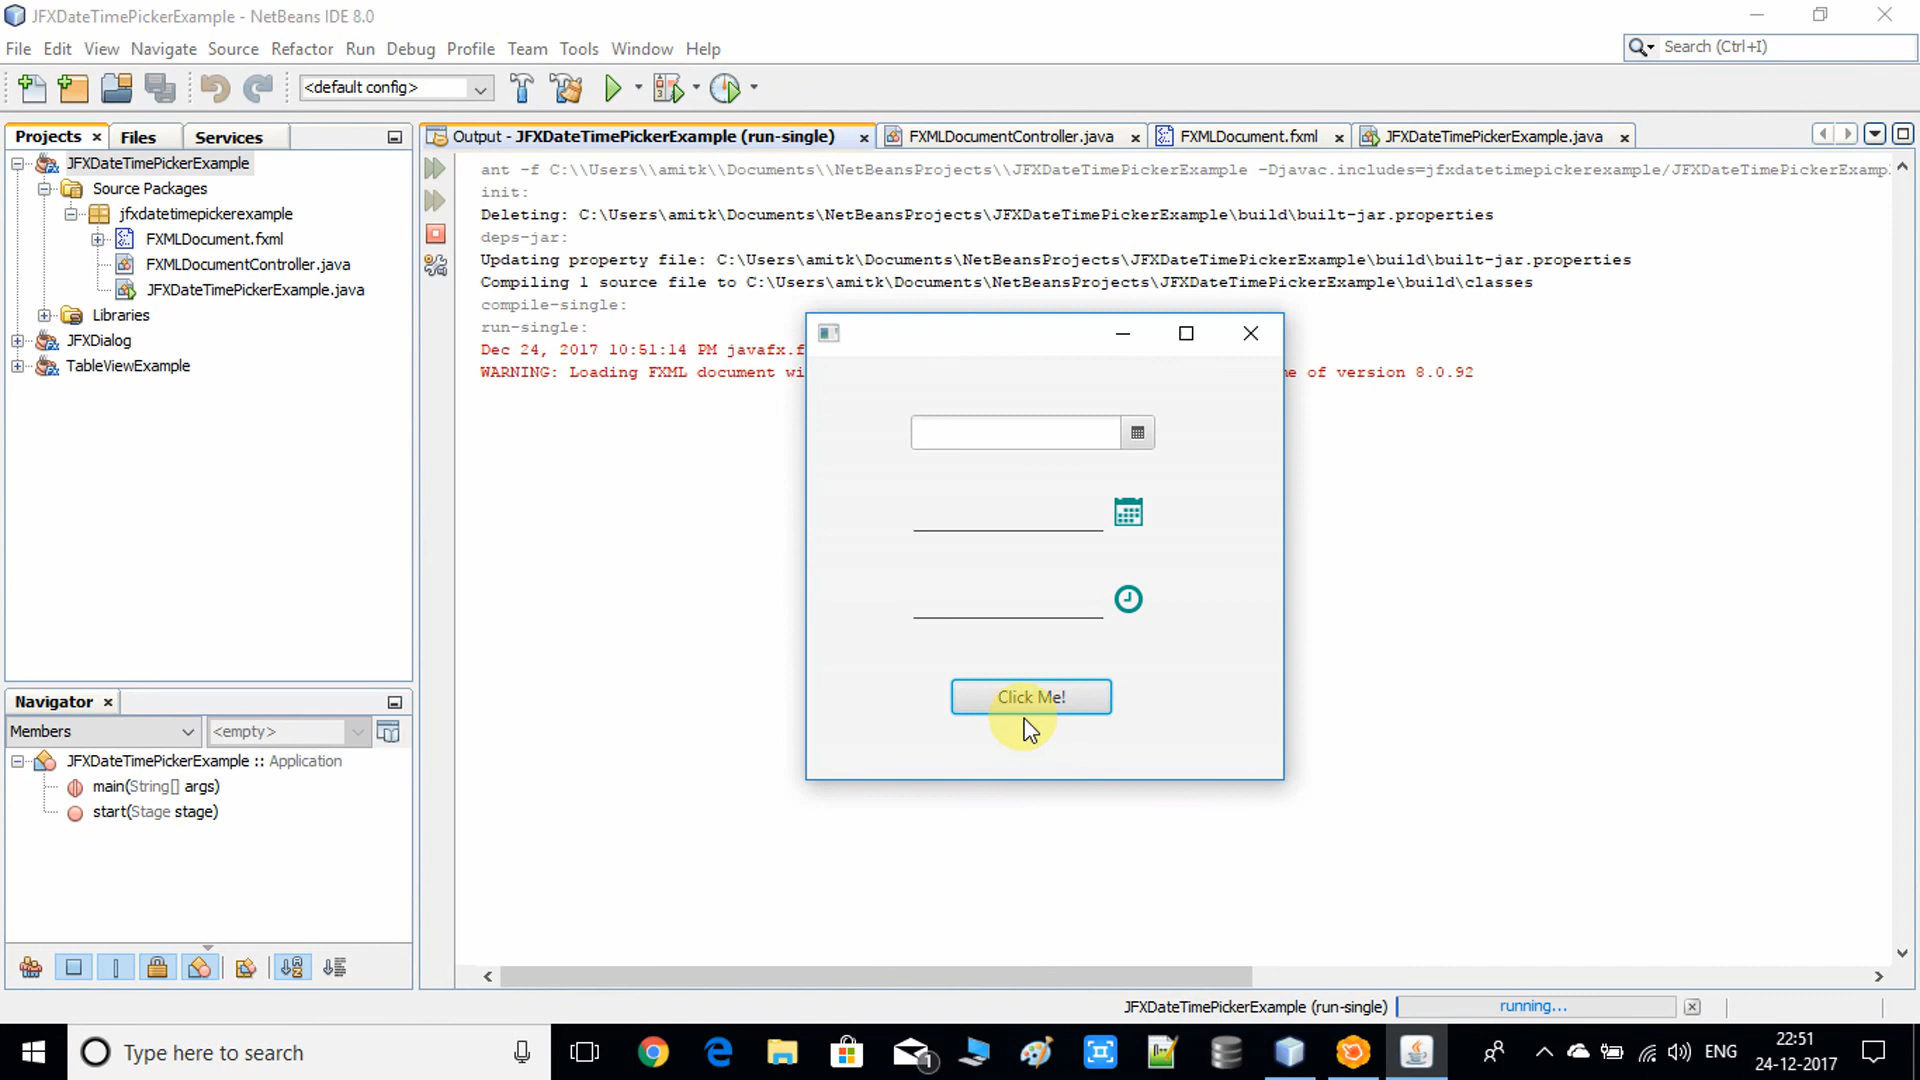 JFXDateTimePickerExample - NetBeans IDE 8.0
File Edit View Navigate Source Refactor Run Debug Profile Team Tools Window Help
Search (Ctrl+I)
<default config>
Projects
Files
Services
Output - JFXDateTimePickerExample (run-single)
FXMLDocumentController.java
FXMLDocument.fxml
JFXDateTimePickerExample.java
JFXDateTimePickerExample
Source Packages
jfxdatetimepickerexample
FXMLDocument.fxml
FXMLDocumentController.java
JFXDateTimePickerExample.java
Libraries
JFXDialog
TableViewExample
ant -f C:\\Users\\amitk\\Documents\\NetBeansProjects\\JFXDateTimePickerExample -Djavac.includes=jfxdatetimepickerexample/JFXDateTimePickerExamp
init:
Deleting: C:\Users\amitk\Documents\NetBeansProjects\JFXDateTimePickerExample\build\built-jar.properties
deps-jar:
Updating property file: C:\Users\amitk\Documents\NetBeansProjects\JFXDateTimePickerExample\build\built-jar.properties
Compiling 1 source file to C:\Users\amitk\Documents\NetBeansProjects\JFXDateTimePickerExample\build\classes
compile-single:
run-single:
Dec 24, 2017 10:51:14 PM javafx.f
WARNING: Loading FXML document wi
e of version 8.0.92
Click Me!
Navigator
Members
<empty>
JFXDateTimePickerExample :: Application
main(String[] args)
start(Stage stage)
JFXDateTimePickerExample (run-single)
running...
Type here to search
1
ENG
22:51
24-12-2017